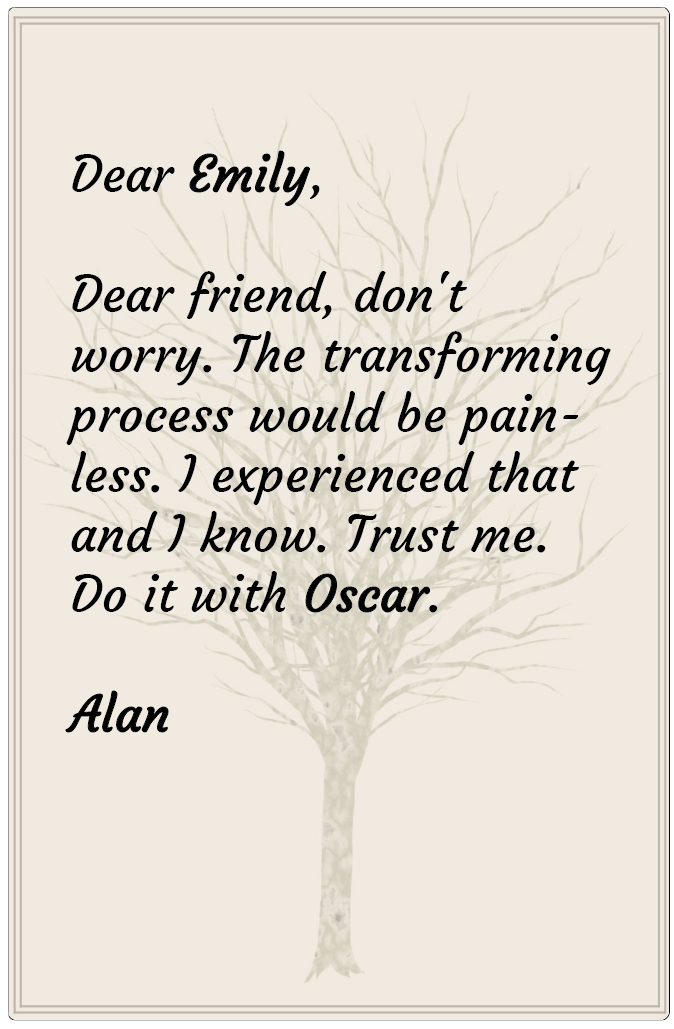 Dear Emily,
Dear friend, don't
worry. The transforming
process would be pain-
less. I experienced that
and I know. Trust me.
Do it with Oscar.
Alan